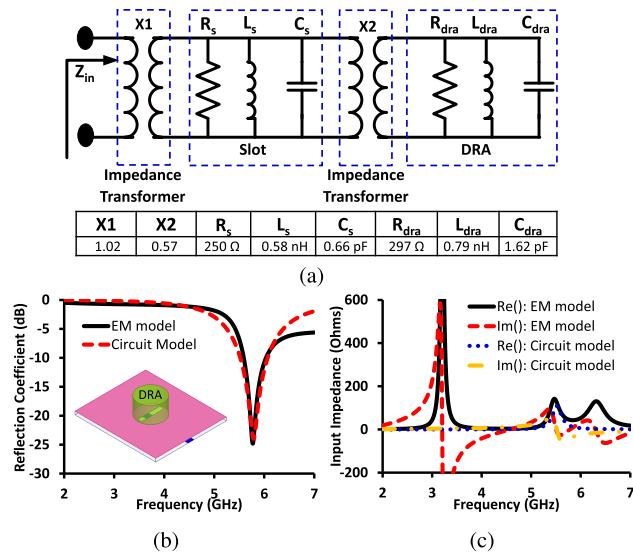 X1 R_s L_s C_s X2 R_dra L_dra C_dra
Z_in
Slot DRA
Impedance Transformer
Impedance Transformer
X1 X2 R_s L_s C_s R_dra L_dra C_dra
1.02 0.57 250 Ω 0.58 nH 0.66 pF 297 Ω 0.79 nH 1.62 pF
(a)
Reflection Coefficient (dB)
0
-5
-10
-15
-20
-25
-30
EM model
Circuit Model
DRA
2 3 4 5 6 7
Frequency (GHz)
(b)
Input Impedance (Ohms)
600
400
200
0
-200
Re(): EM model
Im(): EM model
Re(): Circuit model
Im(): Circuit model
2 3 4 5 6 7
Frequency (GHz)
(c)